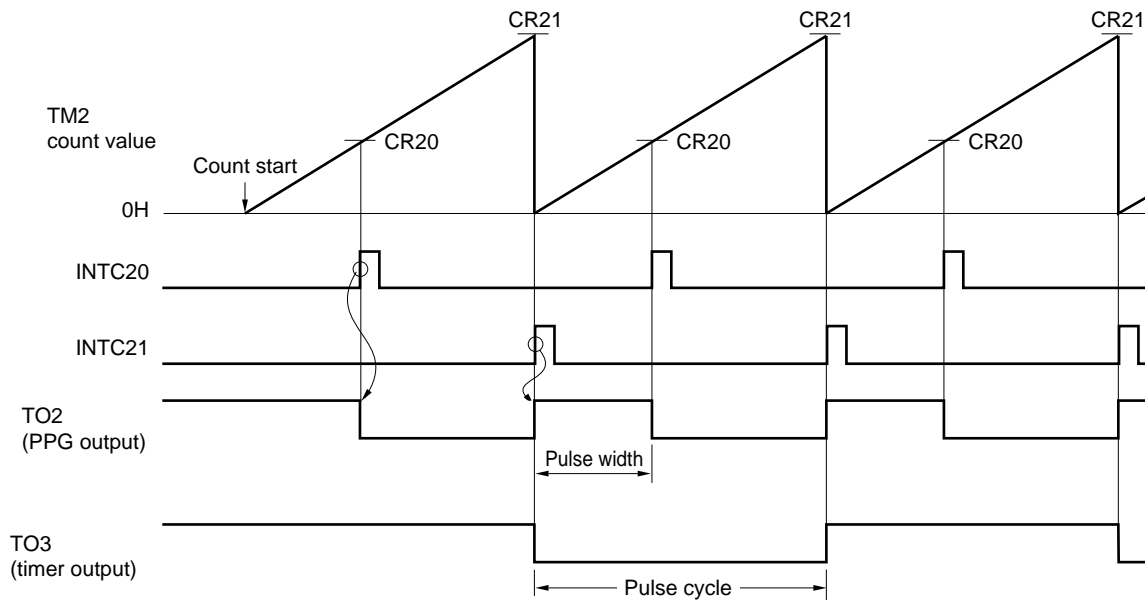 CR21
CR21
CR21
TM2
count value
CR20
CR20
CR20
Count start
0H
INTC20
INTC21
TO2
(PPG output)
Pulse width
TO3
(timer output)
Pulse cycle